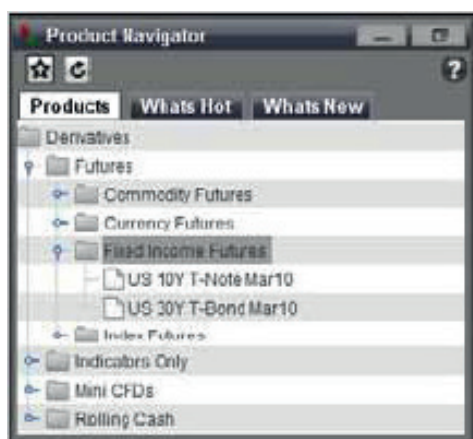 Product Navigator
?
Products Whats Hot Whats New
Derivatives
Futures
Commodity Futures
Currency Futures
Fixed Income Futures
US 10Y T-Note Mar10
US 30Y T-Bond Mar10
Index Futures
Indicators Only
Mini CFDs
Rolling Cash